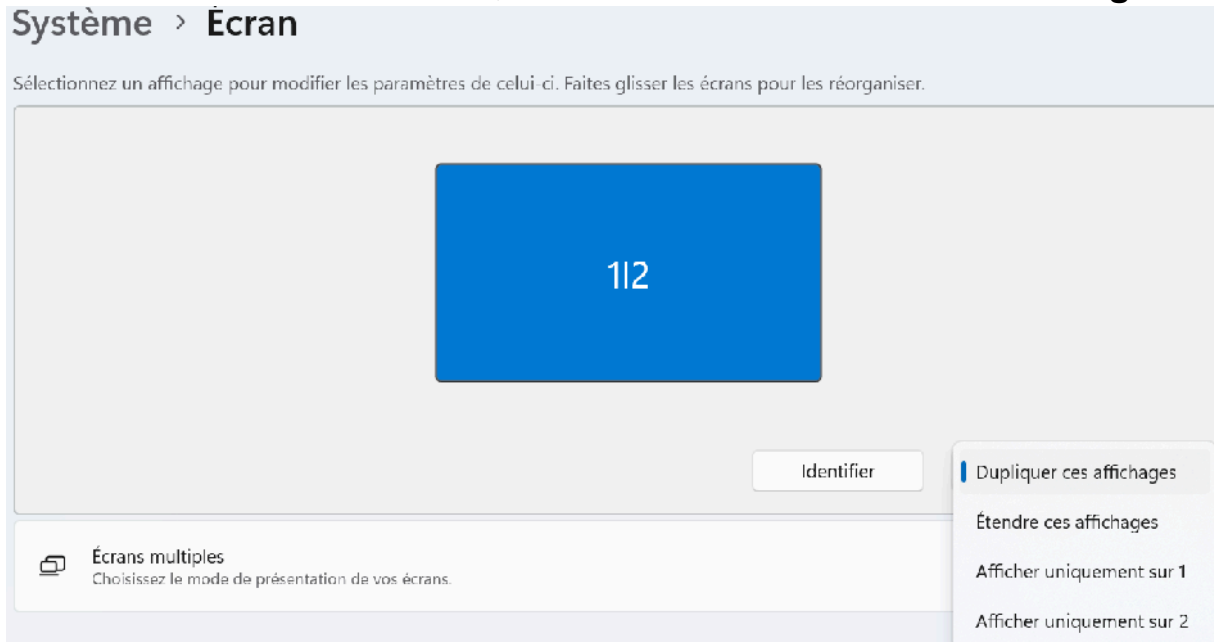 Système > Écran
Sélectionnez un affichage pour modifier les paramètres de celui-ci. Faites glisser les écrans pour les réorganiser.
1|2
Identifier
Dupliquer ces affichages
Étendre ces affichages
Afficher uniquement sur 1
Afficher uniquement sur 2
Écrans multiples
Choisissez le mode de présentation de vos écrans.